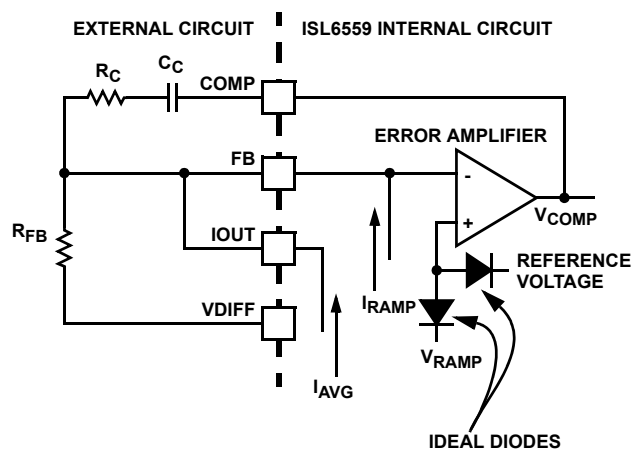 EXTERNAL CIRCUIT
ISL6559 INTERNAL CIRCUIT
RC
CC
COMP
ERROR AMPLIFIER
FB
-
+
VCOMP
RFB
IOUT
REFERENCE
VOLTAGE
IRAMP
VDIFF
VRAMP
IAVG
IDEAL DIODES